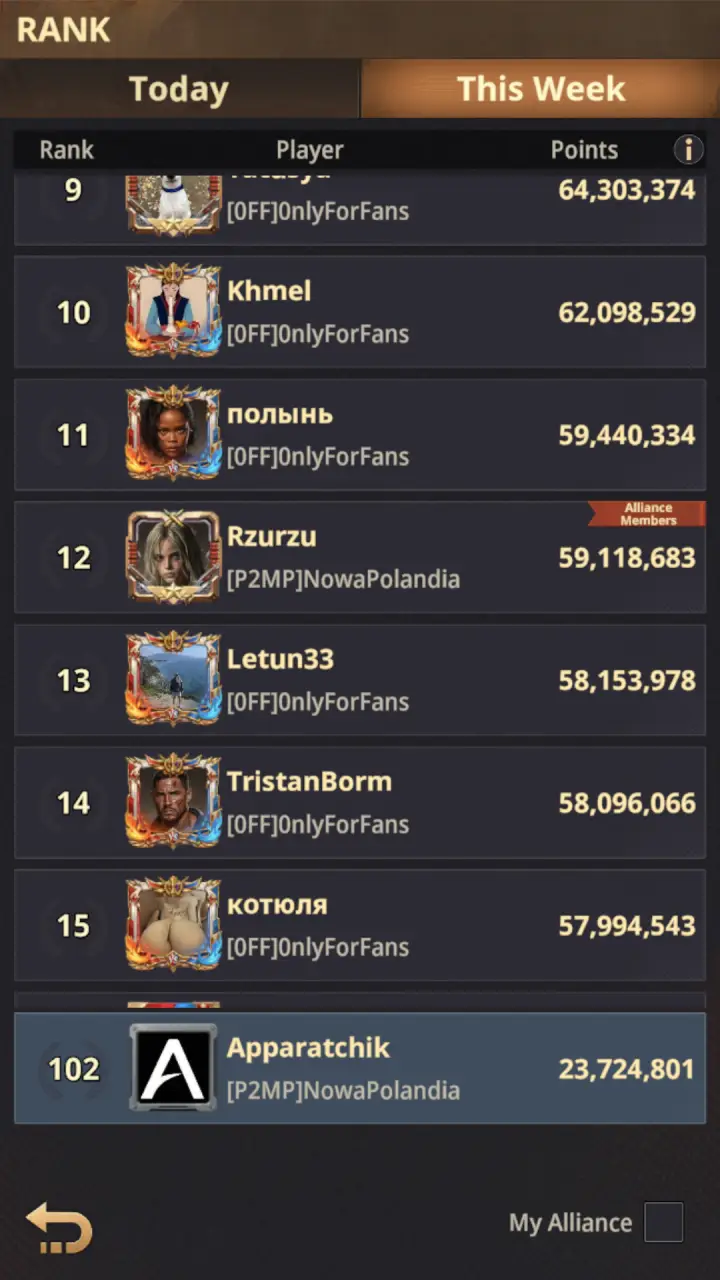 RANK
Today
This Week
Rank
Player
Points
9
[0FF]0nlyForFans
64,303,374
10
Khmel
[0FF]0nlyForFans
62,098,529
11
полынь
[0FF]0nlyForFans
59,440,334
Alliance
Members
12
Rzurzu
[P2MP]NowaPolandia
59,118,683
13
Letun33
[0FF]0nlyForFans
58,153,978
14
TristanBorm
[0FF]0nlyForFans
58,096,066
15
котюля
[0FF]0nlyForFans
57,994,543
102
Apparatchik
[P2MP]NowaPolandia
23,724,801
My Alliance